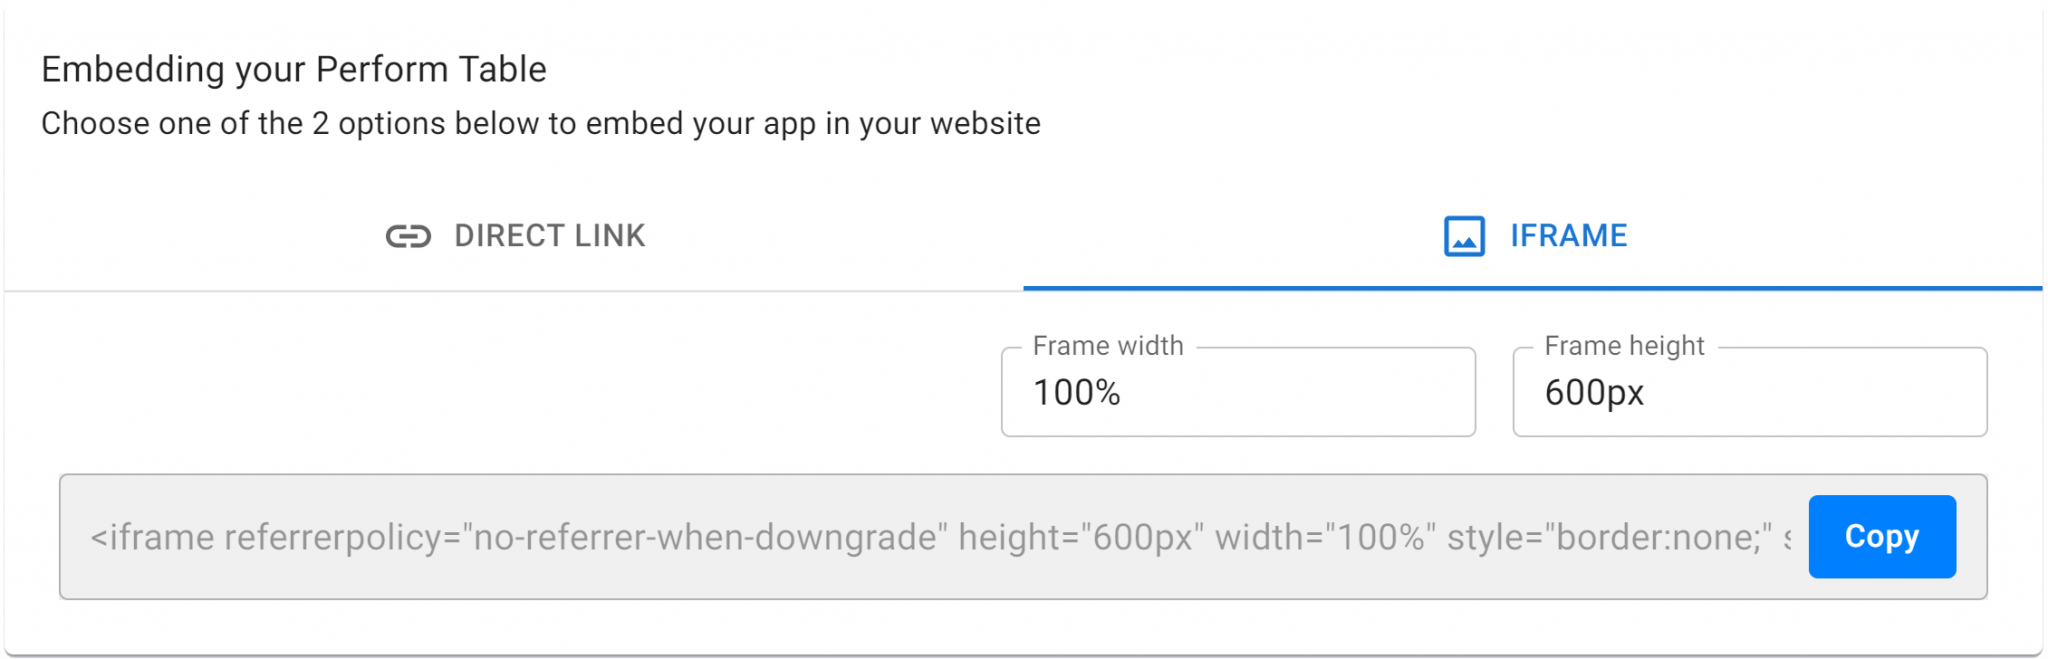 Embedding your Perform Table
Choose one of the 2 options below to embed your app in your website
DIRECT LINK
IFRAME
Frame width
100%
Frame height
600px
<iframe referrerpolicy="no-referrer-when-downgrade" height="600px" width="100%" style="border:none;"
Copy